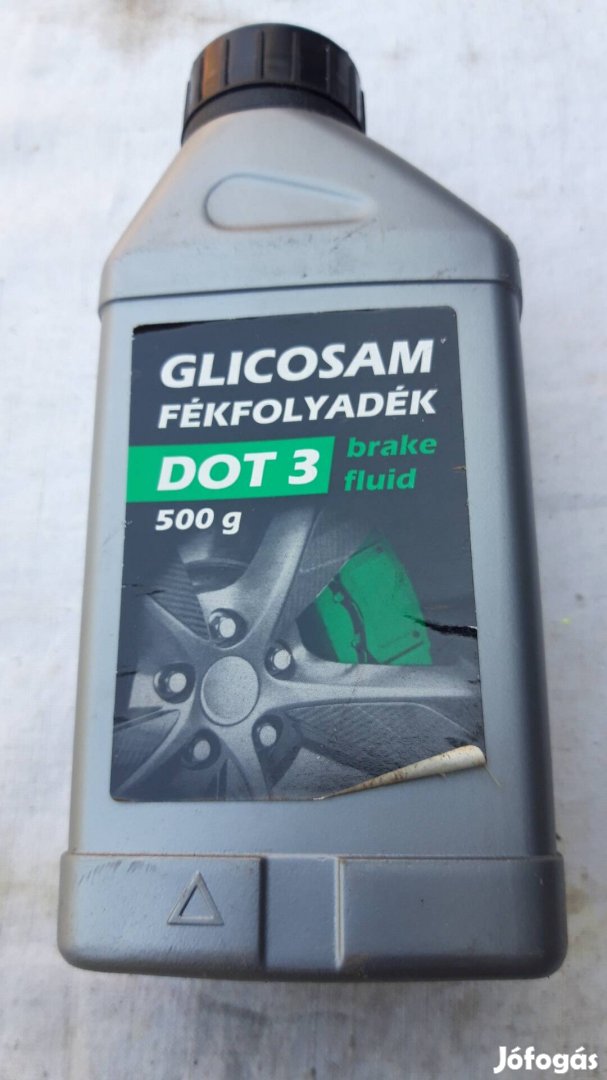 GLICOSAM
FÉKFOLYADÉK
DOT 3 brake
fluid
500 g
Jófogás